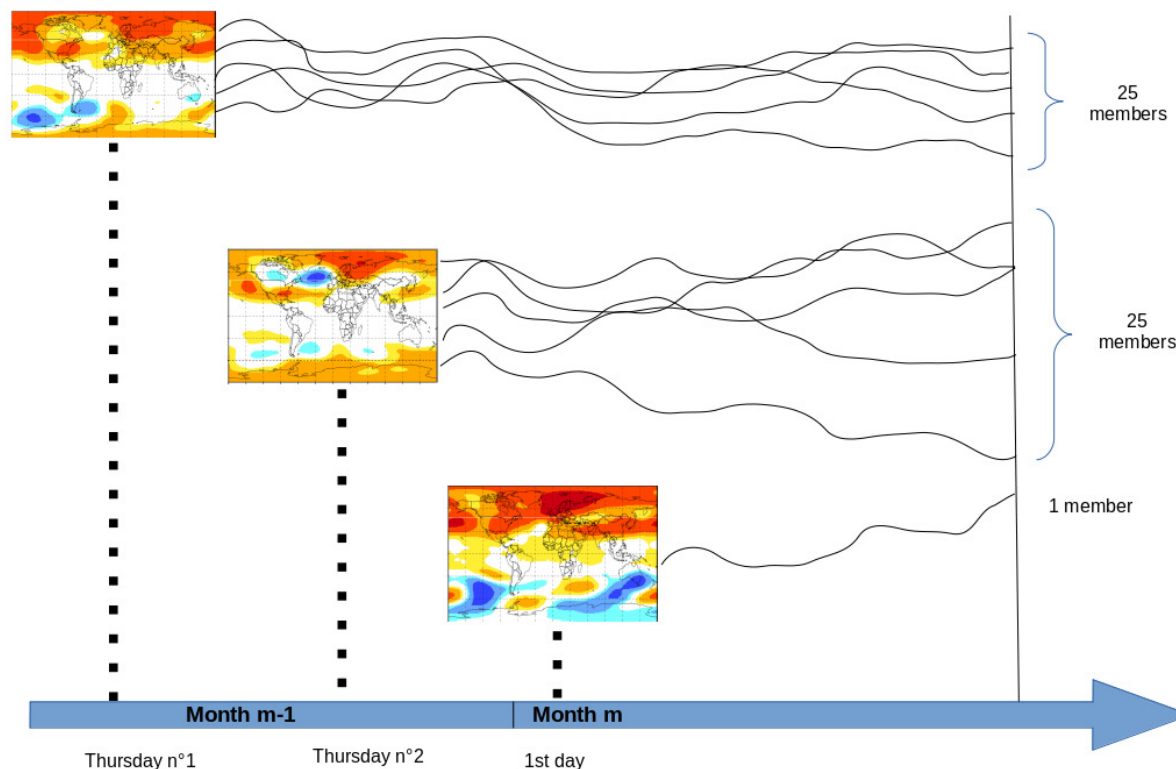 25
members
25
members
1 member
Month m-1
Month m
Thursday n°1
Thursday n°2
1st day